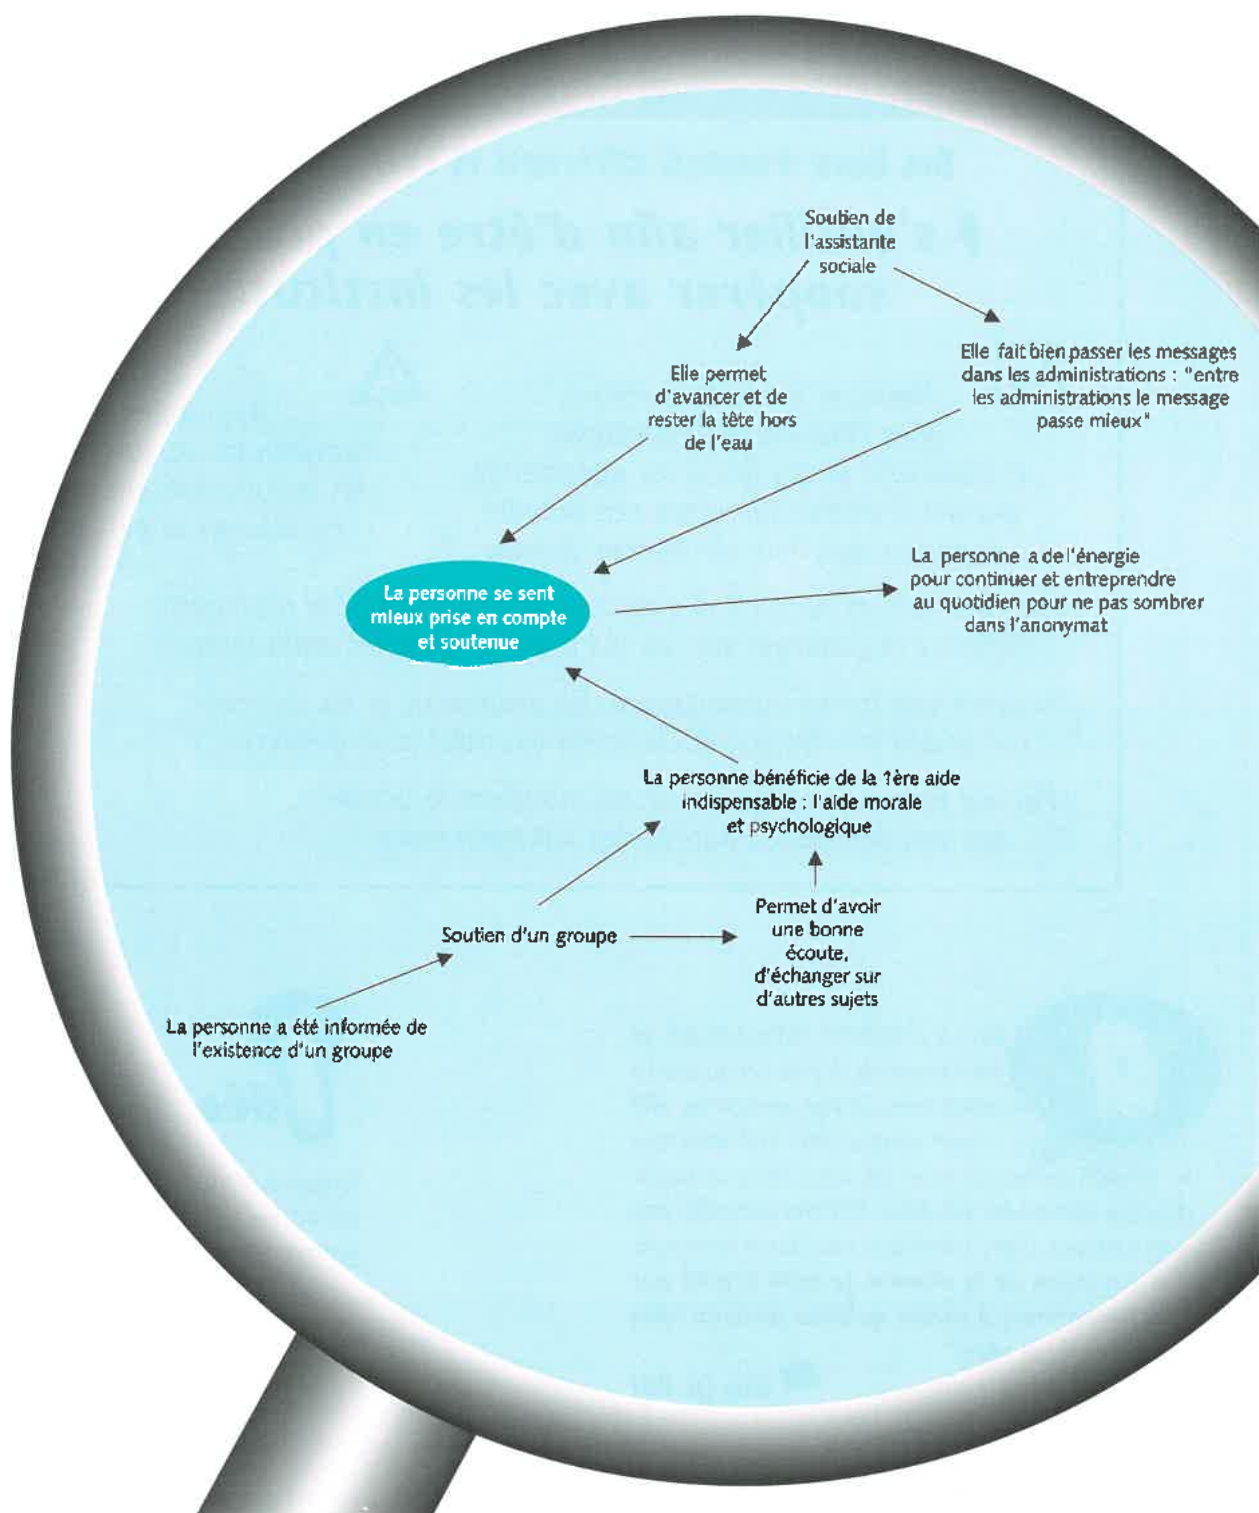 Soutien de
l'assistante
sociale
Elle permet
d'avancer et de
rester la tête hors
de l'eau
Elle fait bien passer les messages
dans les administrations : "entre
les administrations le message
passe mieux"
La personne se sent
mieux prise en compte
et soutenue
La personne a de l'énergie
pour continuer et entreprendre
au quotidien pour ne pas sombrer
dans l'anonymat
La personne bénéficie de la 1ère aide
indispensable : l'aide morale
et psychologique
Soutien d'un groupe
Permet d'avoir
une bonne
écoute,
d'échanger sur
d'autres sujets
La personne a été informée de
l'existence d'un groupe